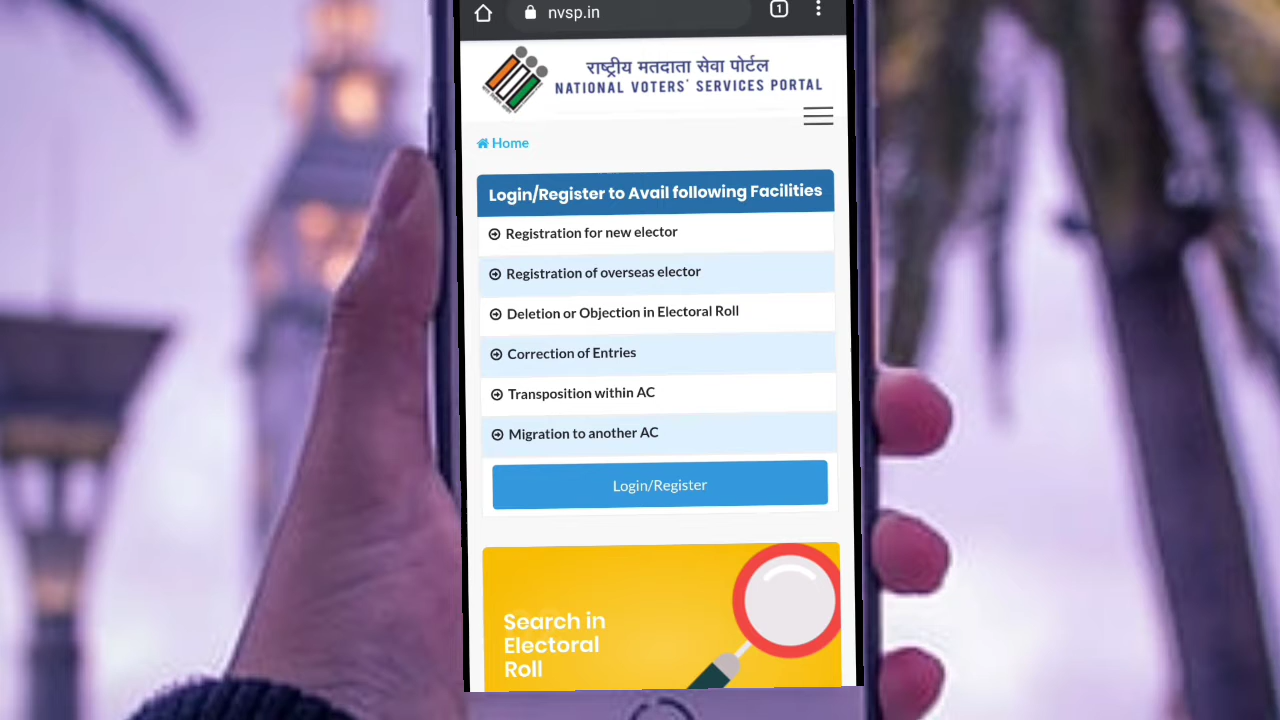 nvsp.in
1
राष्ट्रीय मतदाता सेवा पोर्टल
NATIONAL VOTERS' SERVICES PORTAL
Home
Login/Register to Avail following Facilities
Registration for new elector
Registration of overseas elector
Deletion or Objection in Electoral Roll
Correction of Entries
Transposition within AC
Migration to another AC
Login/Register
Search in
Electoral
Roll